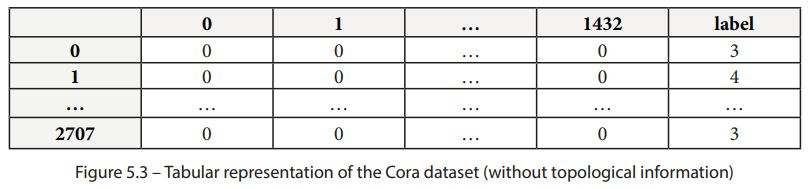 0 1 … 1432 label
0 0 0 … 0 3
1 0 0 … 0 4
… … … … … …
2707 0 0 … 0 3
Figure 5.3 – Tabular representation of the Cora dataset (without topological information)